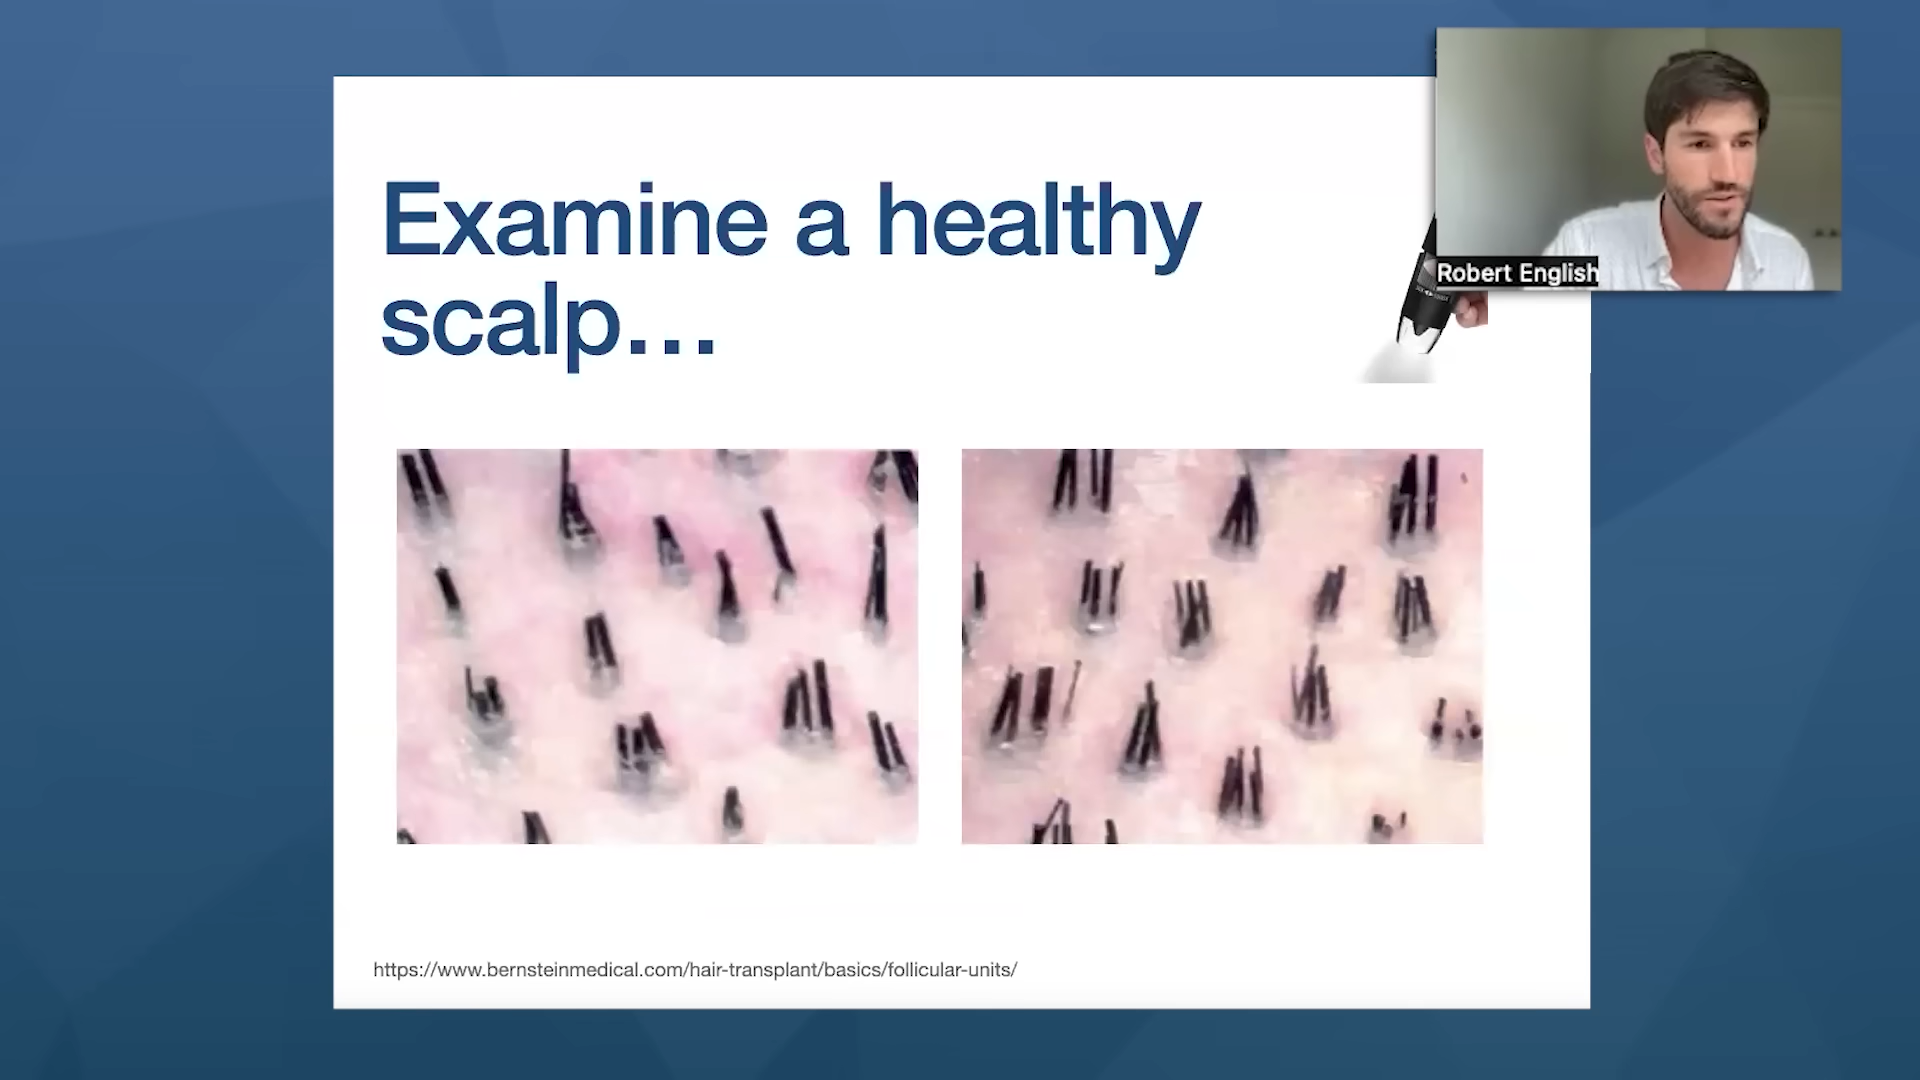 Examine a healthy
scalp...
Robert English
https://www.bernsteinmedical.com/hair-transplant/basics/follicular-units/